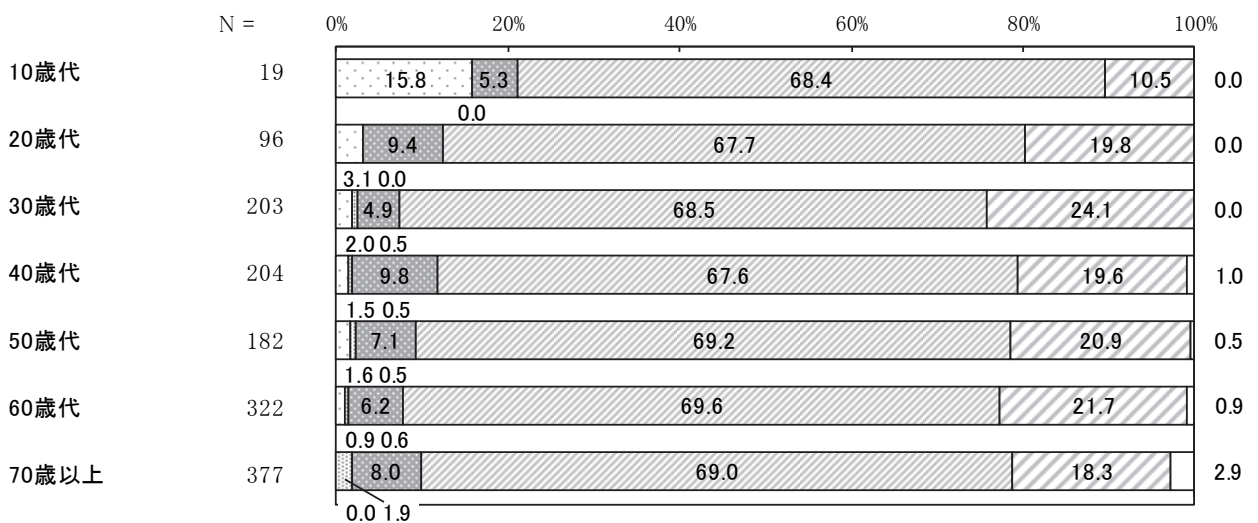 N = 0% 20% 40% 60% 80% 100%
10歳代 19 15.8 5.3 68.4 10.5 0.0
0.0
20歳代 96 9.4 67.7 19.8 0.0
3.1 0.0
30歳代 203 4.9 68.5 24.1 0.0
2.0 0.5
40歳代 204 9.8 67.6 19.6 1.0
1.5 0.5
50歳代 182 7.1 69.2 20.9 0.5
1.6 0.5
60歳代 322 6.2 69.6 21.7 0.9
0.9 0.6
70歳以上 377 8.0 69.0 18.3 2.9
0.0 1.9